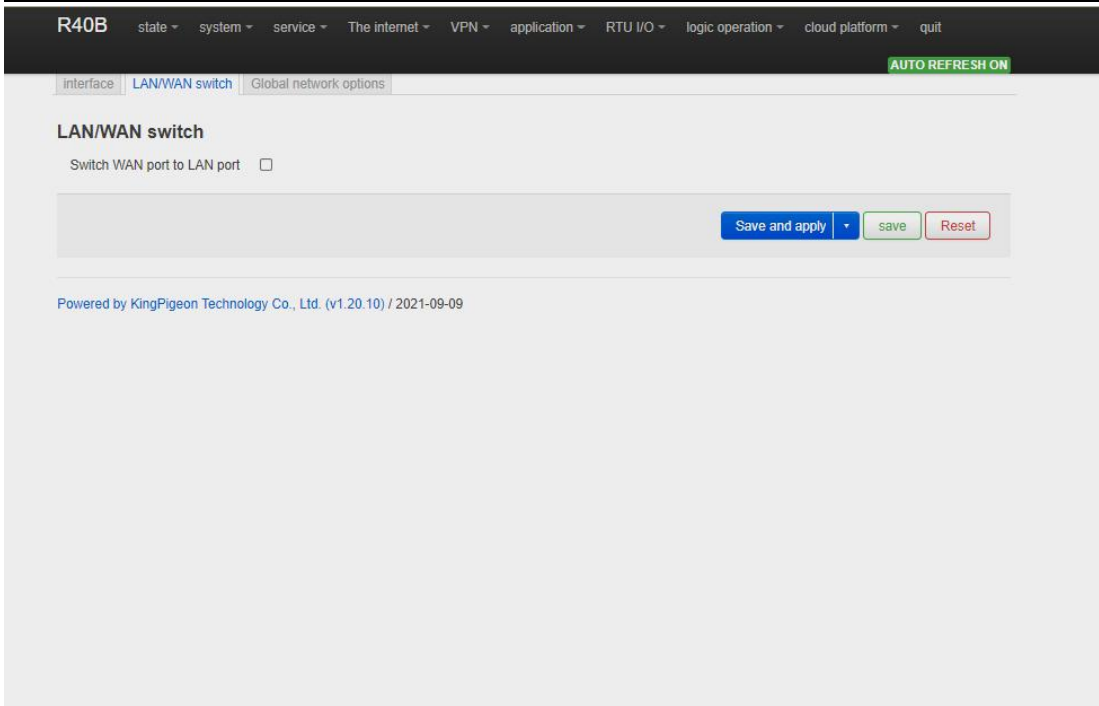 R40B state system service The internet VPN application RTU I/O logic operation cloud platform quit
AUTO REFRESH ON
interface LAN/WAN switch Global network options
LAN/WAN switch
Switch WAN port to LAN port
Save and apply save Reset
Powered by KingPigeon Technology Co., Ltd. (v1.20.10) / 2021-09-09